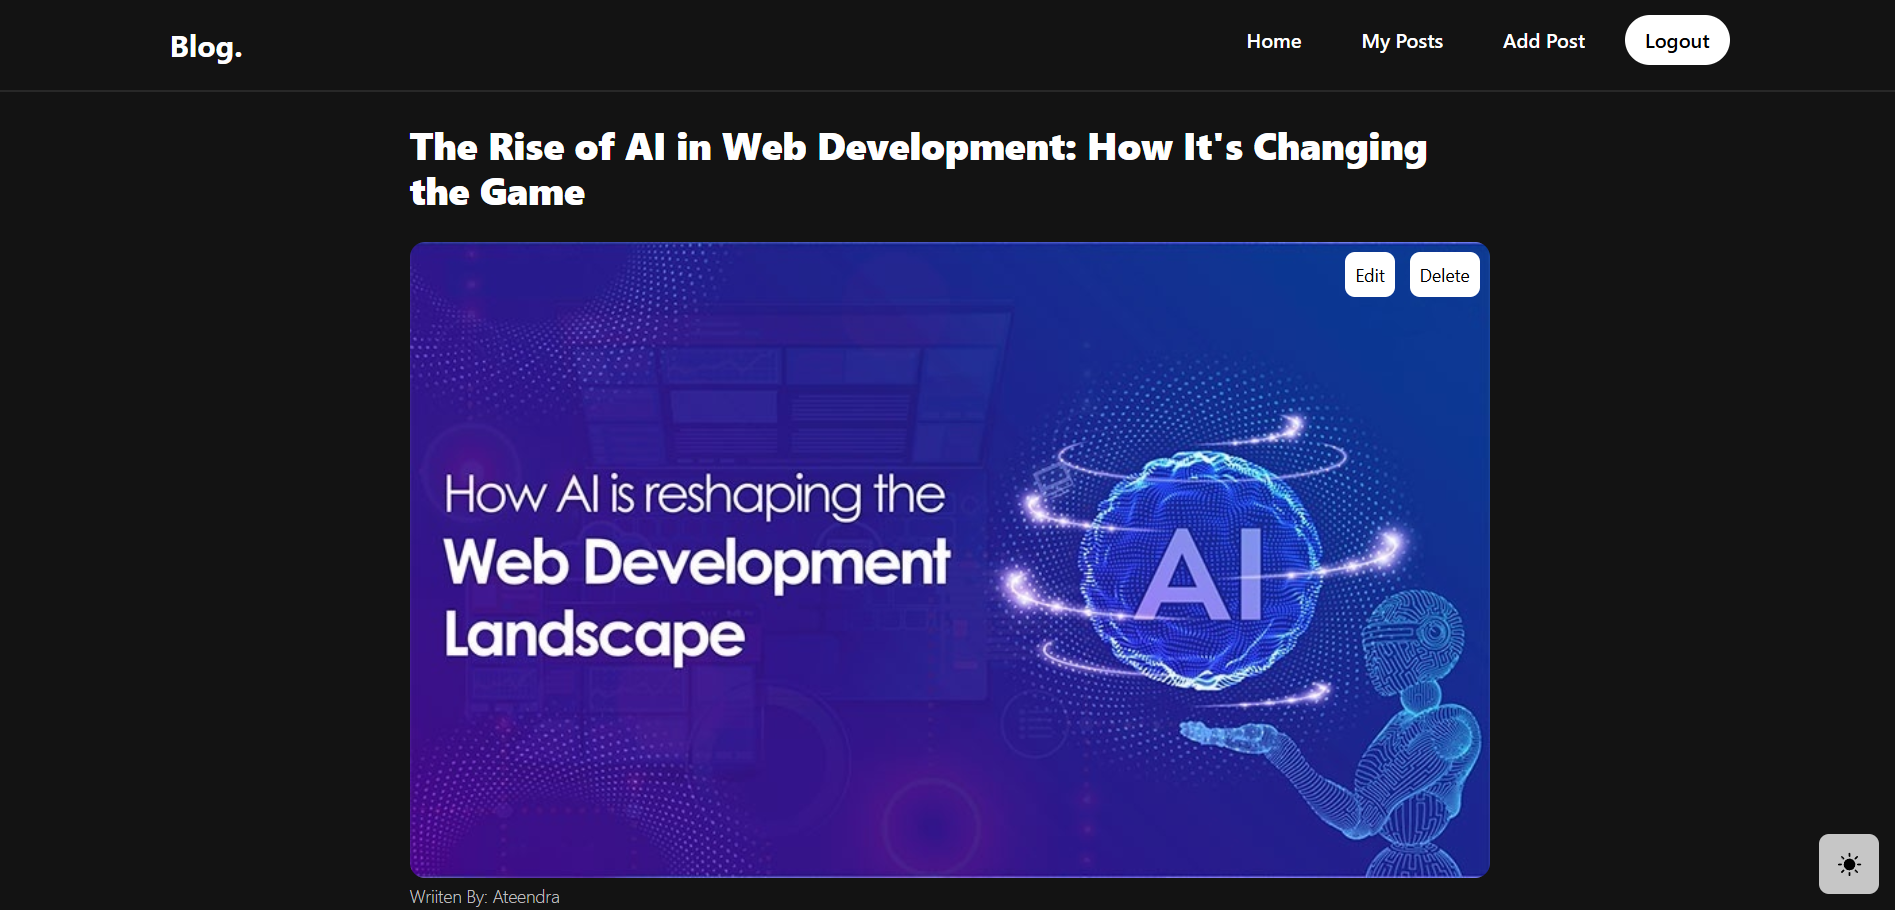 Blog.
Home
My Posts
Add Post
Logout
The Rise of AI in Web Development: How It's Changing
the Game
Edit
Delete
How AI is reshaping the
Web Development
Landscape
AI
Wriiten By: Ateendra